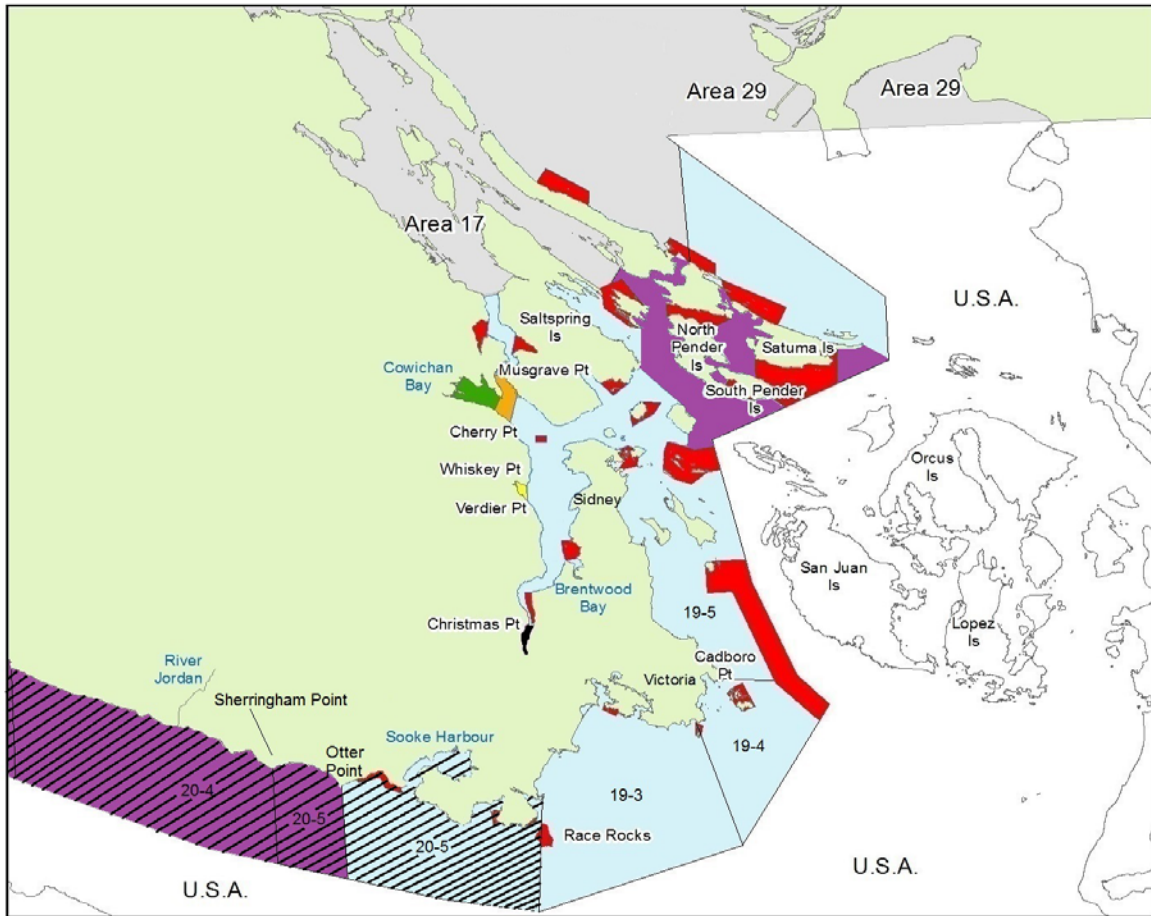 Area 29
Area 29
Area 17
U.S.A.
Saltspring
Is
North
Pender
Is
Satuma Is
Cowichan
Bay
Musgrave Pt
South Pender
Is
Cherry Pt
Whiskey Pt
Orcus
Is
Verdier Pt
Sidney
San Juan
Is
Brentwood
Bay
19-5
Christmas Pt
Lopez
Is
Cadboro
Pt
River
Jordan
Victoria
Sherringham Point
Sooke Harbour
19-4
Otter
Point
20-4
19-3
20-5
20-5
Race Rocks
U.S.A.
U.S.A.